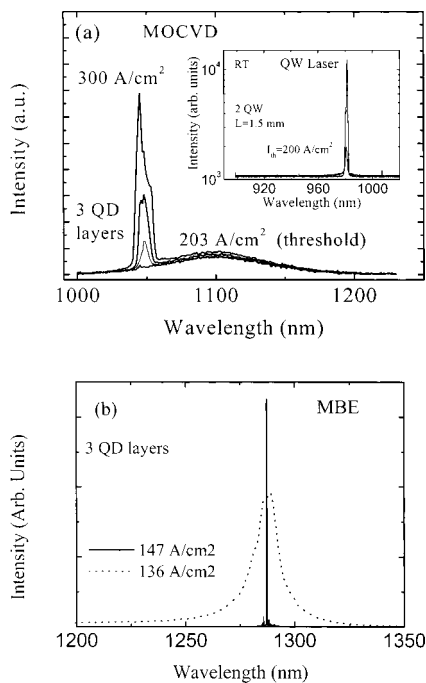 (a) MOCVD
300 A/cm²
3 QD
layers
203 A/cm² (threshold)
Intensity (a.u.)
1000 1100 1200
Wavelength (nm)
RT QW Laser
2 QW
L=1.5 mm
I_th=200 A/cm²
10⁴
10³
Intensity (arb. units)
920 960 1000
Wavelength (nm)
(b) MBE
3 QD layers
147 A/cm2
136 A/cm2
Intensity (Arb. Units)
1200 1250 1300 1350
Wavelength (nm)